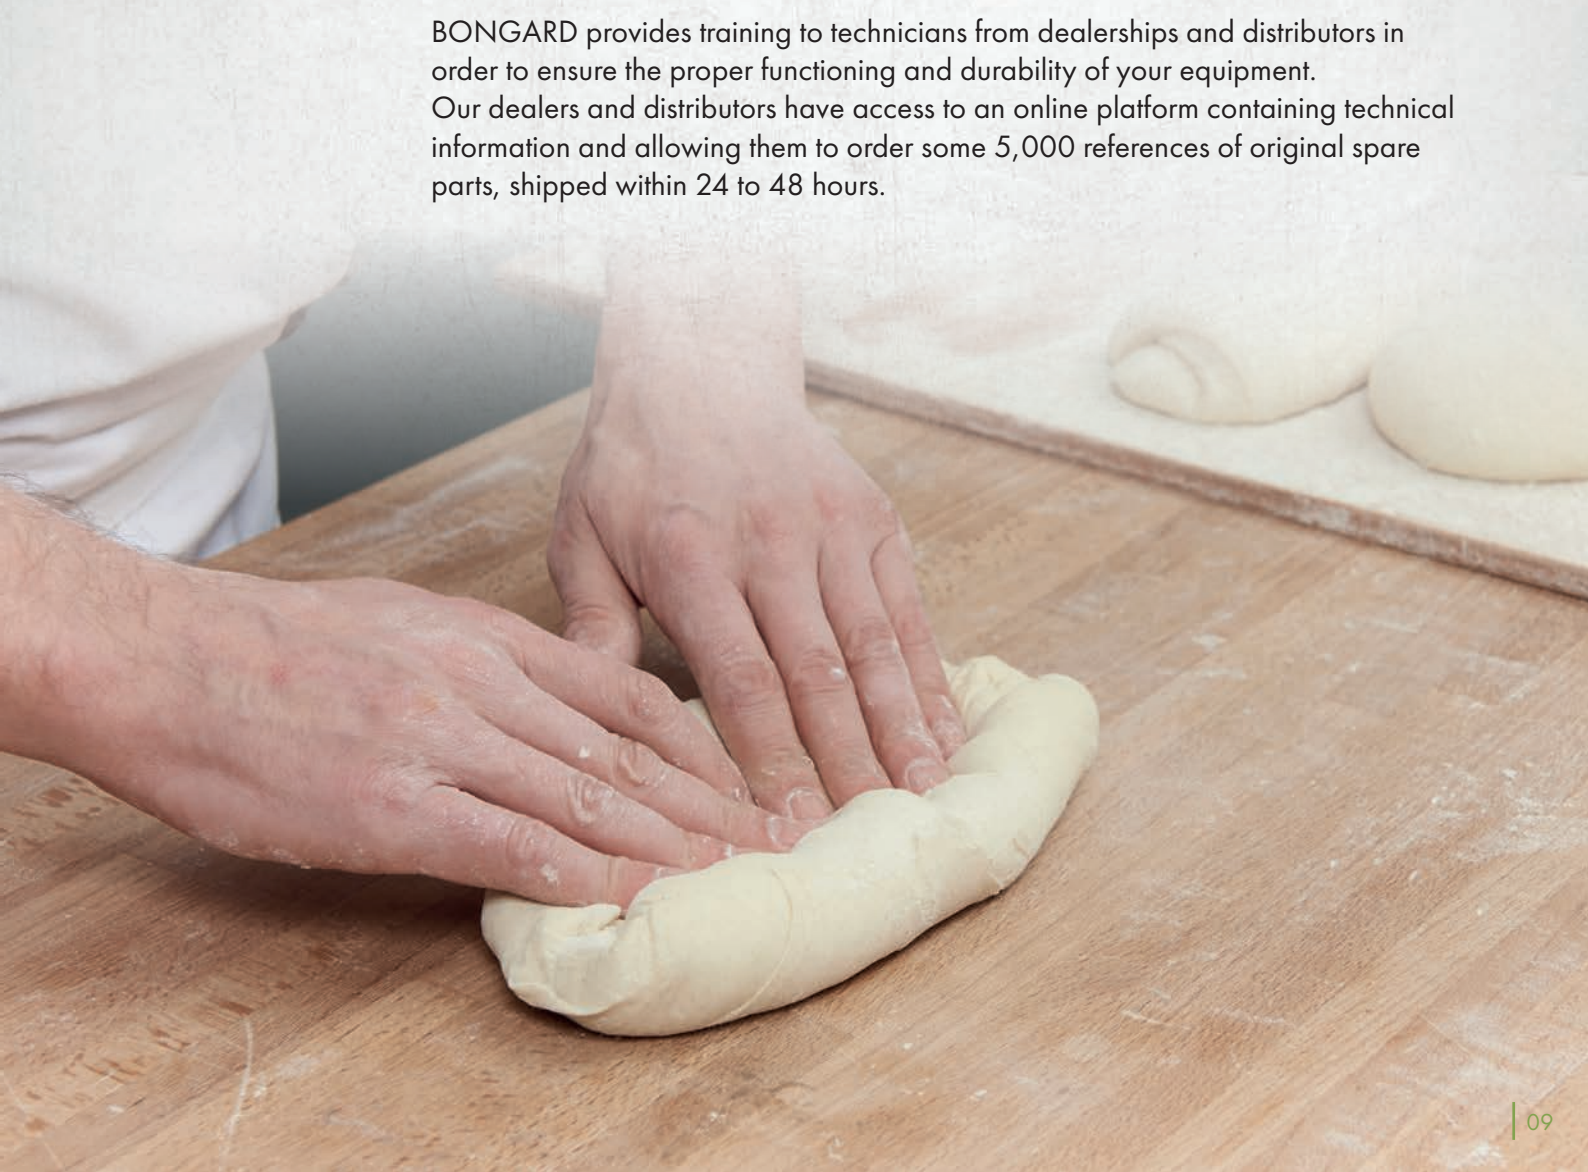 BONGARD provides training to technicians from dealerships and distributors in
order to ensure the proper functioning and durability of your equipment.
Our dealers and distributors have access to an online platform containing technical
information and allowing them to order some 5,000 references of original spare
parts, shipped within 24 to 48 hours.
09